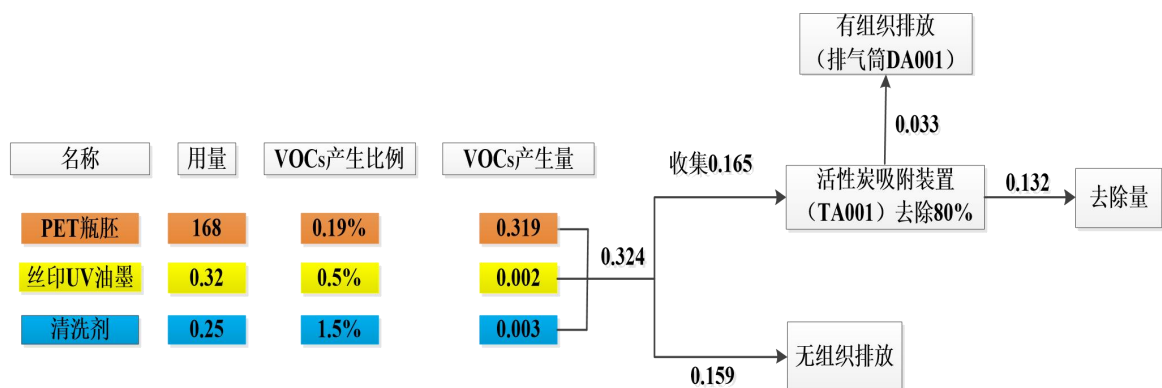 有组织排放
（排气筒DA001）
0.033
名称 用量 VOCs产生比例 VOCs产生量
收集0.165
活性炭吸附装置
（TA001）去除80%
0.132
去除量
PET瓶胚 168 0.19% 0.319
0.324
丝印UV油墨 0.32 0.5% 0.002
清洗剂 0.25 1.5% 0.003
0.159
无组织排放